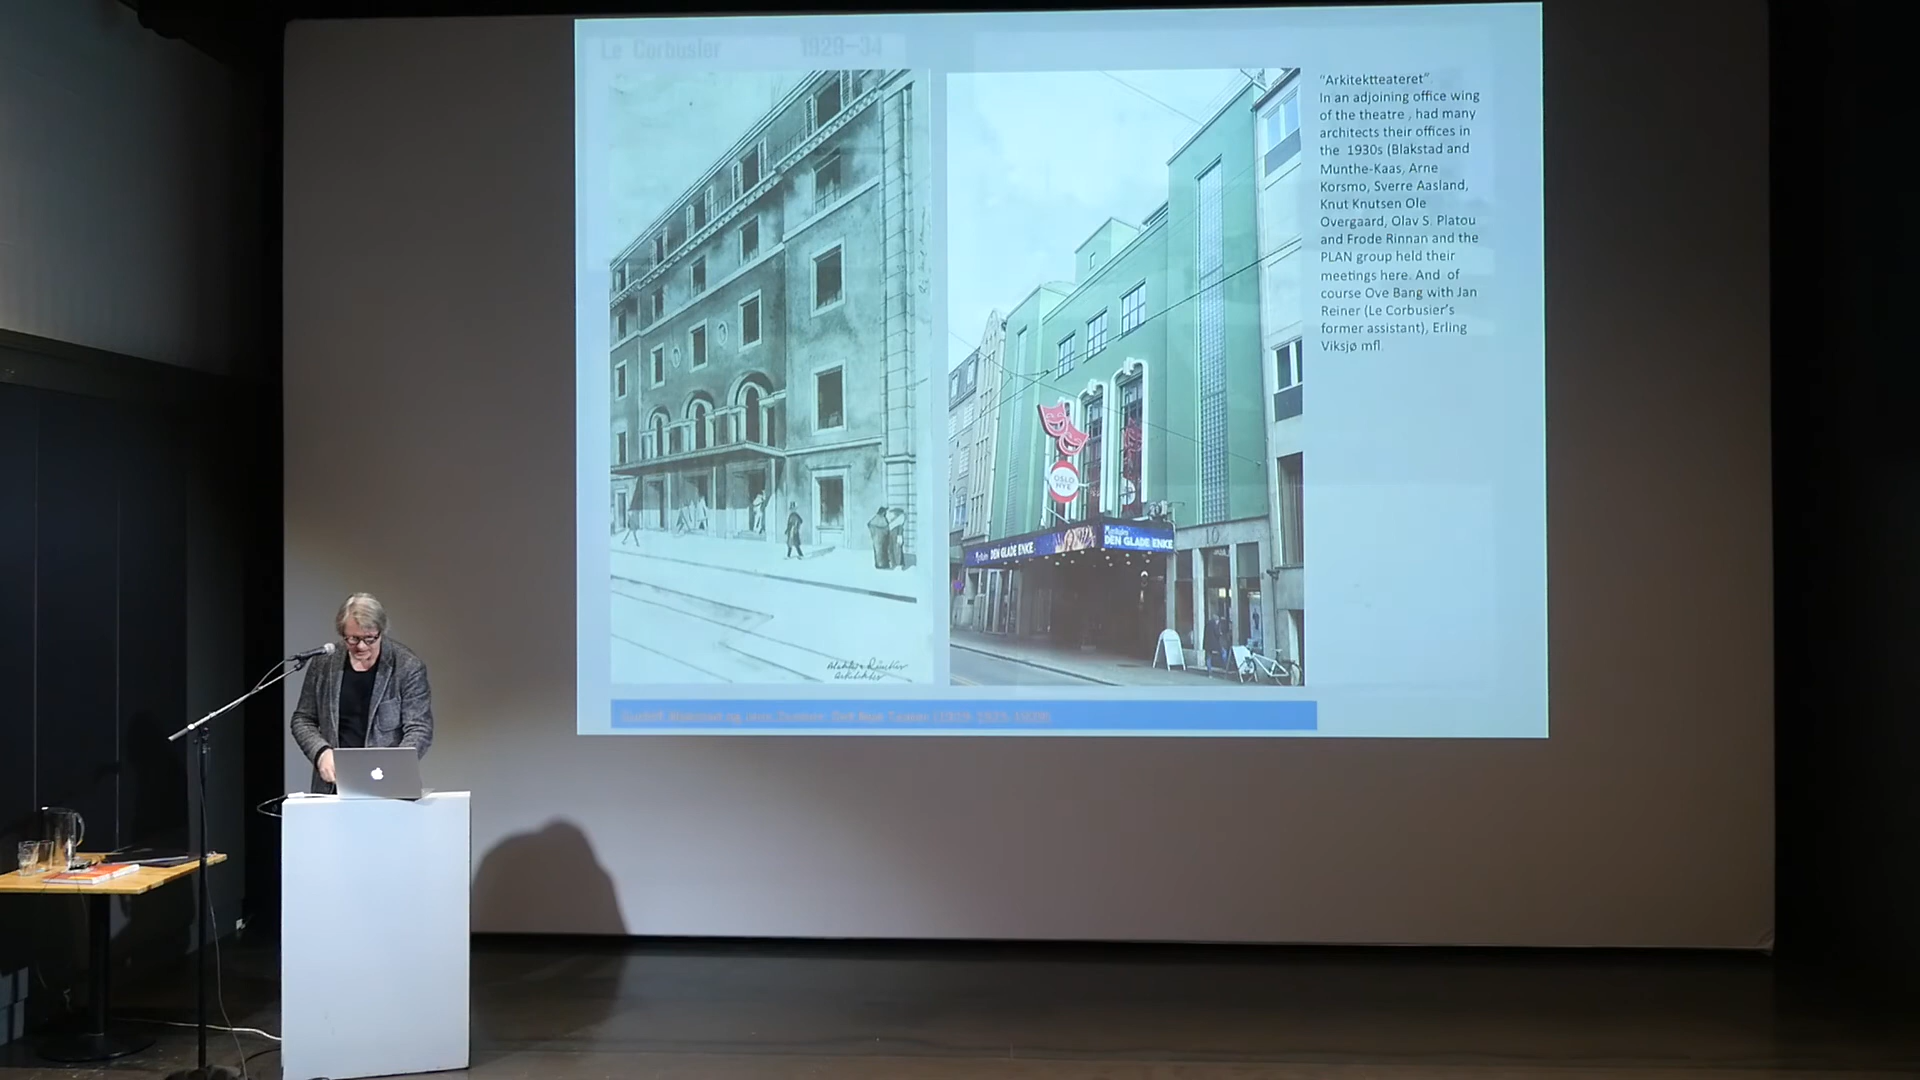 Le Corbusier 1929-34
"Arkitektteateret".
In an adjoining office wing
of the theatre , had many
architects their offices in
the 1930s (Blakstad and
Munthe-Kaas, Arne
Korsmo, Sverre Aasland,
Knut Knutsen Ole
Overgaard, Olav S. Platou
and Frode Rinnan and the
PLAN group held their
meetings here. And of
course Ove Bang with Jan
Reiner (Le Corbusier's
former assistant), Erling
Viksjø mfl.
OSLO
NYE
DEN GLADE ENKE
DEN GLADE ENKE
10